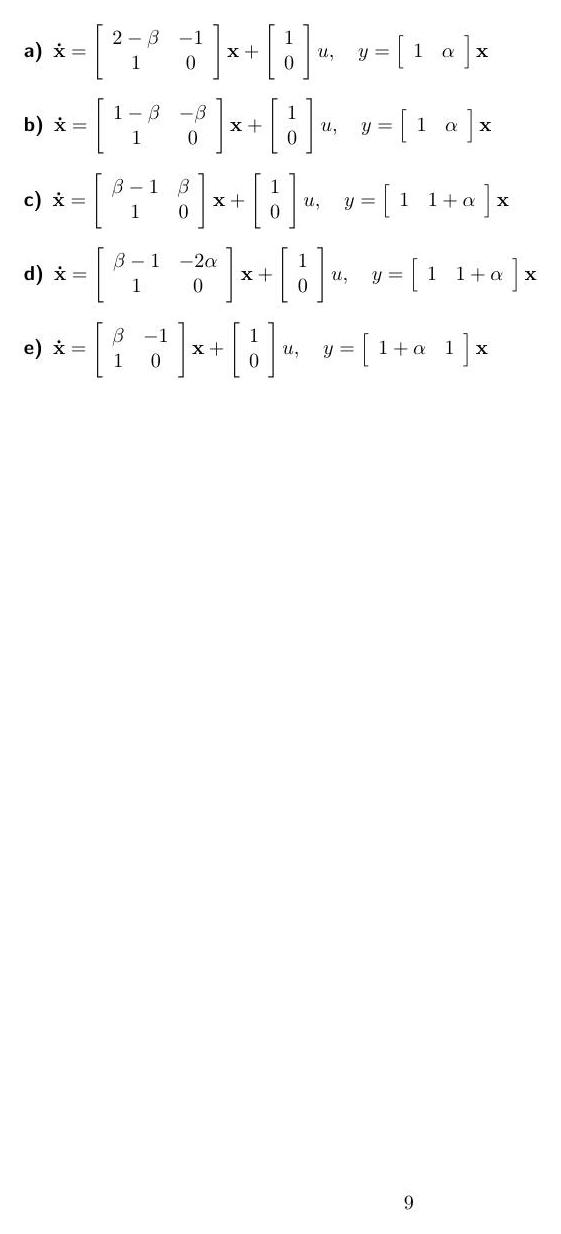 a) ẋ = [ 2 − β  −1 ; 1  0 ] x + [ 1 ; 0 ] u,  y = [ 1  α ] x
b) ẋ = [ 1 − β  −β ; 1  0 ] x + [ 1 ; 0 ] u,  y = [ 1  α ] x
c) ẋ = [ β − 1  β ; 1  0 ] x + [ 1 ; 0 ] u,  y = [ 1  1 + α ] x
d) ẋ = [ β − 1  −2α ; 1  0 ] x + [ 1 ; 0 ] u,  y = [ 1  1 + α ] x
e) ẋ = [ β  −1 ; 1  0 ] x + [ 1 ; 0 ] u,  y = [ 1 + α  1 ] x
9